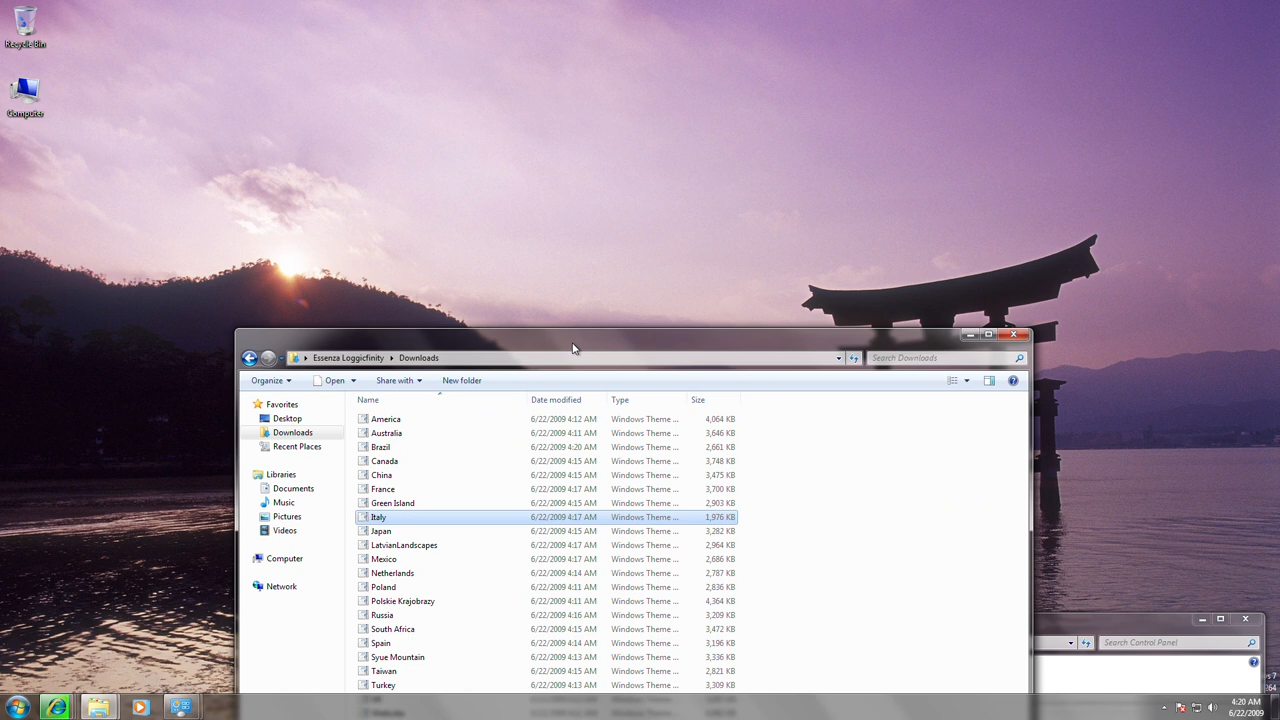 Recycle Bin
Computer
Essenza Loggicfinity Downloads
Search Downloads
Organize Open Share with New folder
Favorites
Desktop
Downloads
Recent Places
Libraries
Documents
Music
Pictures
Videos
Computer
Network
Name Date modified Type Size
America 6/22/2009 4:12 AM Windows Theme ... 4,064 KB
Australia 6/22/2009 4:11 AM Windows Theme ... 3,646 KB
Brazil 6/22/2009 4:20 AM Windows Theme ... 2,661 KB
Canada 6/22/2009 4:15 AM Windows Theme ... 3,748 KB
China 6/22/2009 4:15 AM Windows Theme ... 3,475 KB
France 6/22/2009 4:17 AM Windows Theme ... 3,700 KB
Green Island 6/22/2009 4:15 AM Windows Theme ... 2,903 KB
Italy 6/22/2009 4:17 AM Windows Theme ... 1,976 KB
Japan 6/22/2009 4:15 AM Windows Theme ... 3,282 KB
LatvianLandscapes 6/22/2009 4:17 AM Windows Theme ... 2,964 KB
Mexico 6/22/2009 4:17 AM Windows Theme ... 2,686 KB
Netherlands 6/22/2009 4:14 AM Windows Theme ... 2,787 KB
Poland 6/22/2009 4:11 AM Windows Theme ... 2,836 KB
Polskie Krajobrazy 6/22/2009 4:11 AM Windows Theme ... 4,364 KB
Russia 6/22/2009 4:16 AM Windows Theme ... 3,209 KB
South Africa 6/22/2009 4:15 AM Windows Theme ... 3,472 KB
Spain 6/22/2009 4:14 AM Windows Theme ... 3,196 KB
Syue Mountain 6/22/2009 4:13 AM Windows Theme ... 3,336 KB
Taiwan 6/22/2009 4:15 AM Windows Theme ... 2,821 KB
Turkey 6/22/2009 4:13 AM Windows Theme ... 3,309 KB
Search Control Panel
4:20 AM
6/22/2009